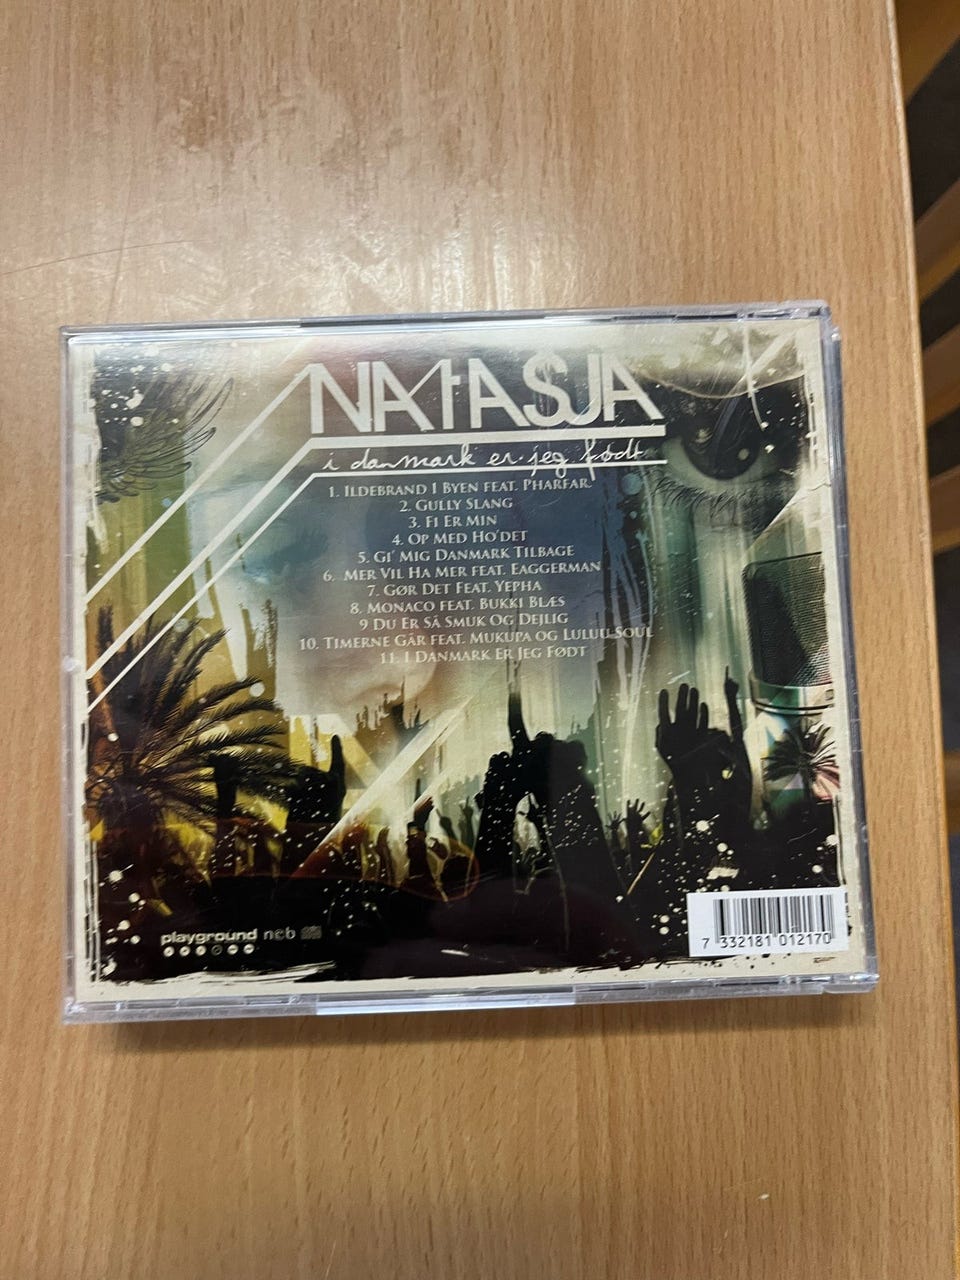 NATASJA
i danmark er jeg født
1. Ildebrand I Byen feat. Pharfar
2. Gully Slang
3. Fi Er Min
4. Op Med Ho'det
5. Gi' Mig Danmark Tilbage
6. Mer Vil Ha Mer feat. Eaggerman
7. Gør Det Feat. Yepha
8. Monaco feat. Bukki Blæs
9 Du Er Så Smuk Og Dejlig
10. Timerne Går feat. Mukupa og Luluu Soul
11. I Danmark Er Jeg Født
playground ncb
7 332181 012170